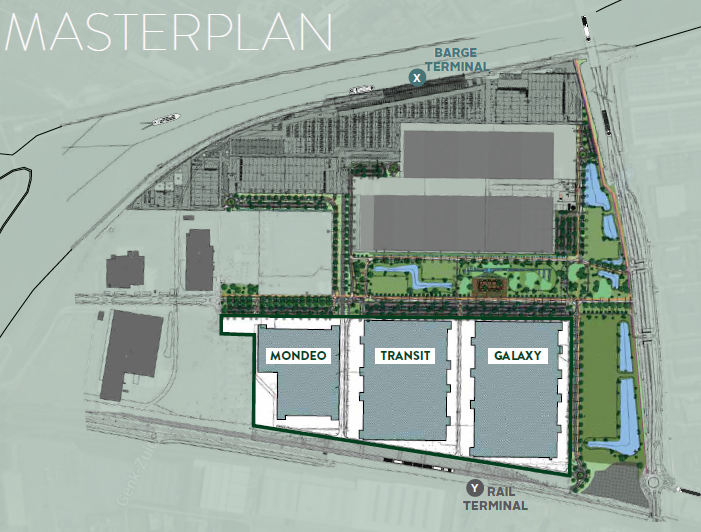 MASTERPLAN
BARGE
TERMINAL
X
MONDEO
TRANSIT
GALAXY
Y
RAIL
TERMINAL